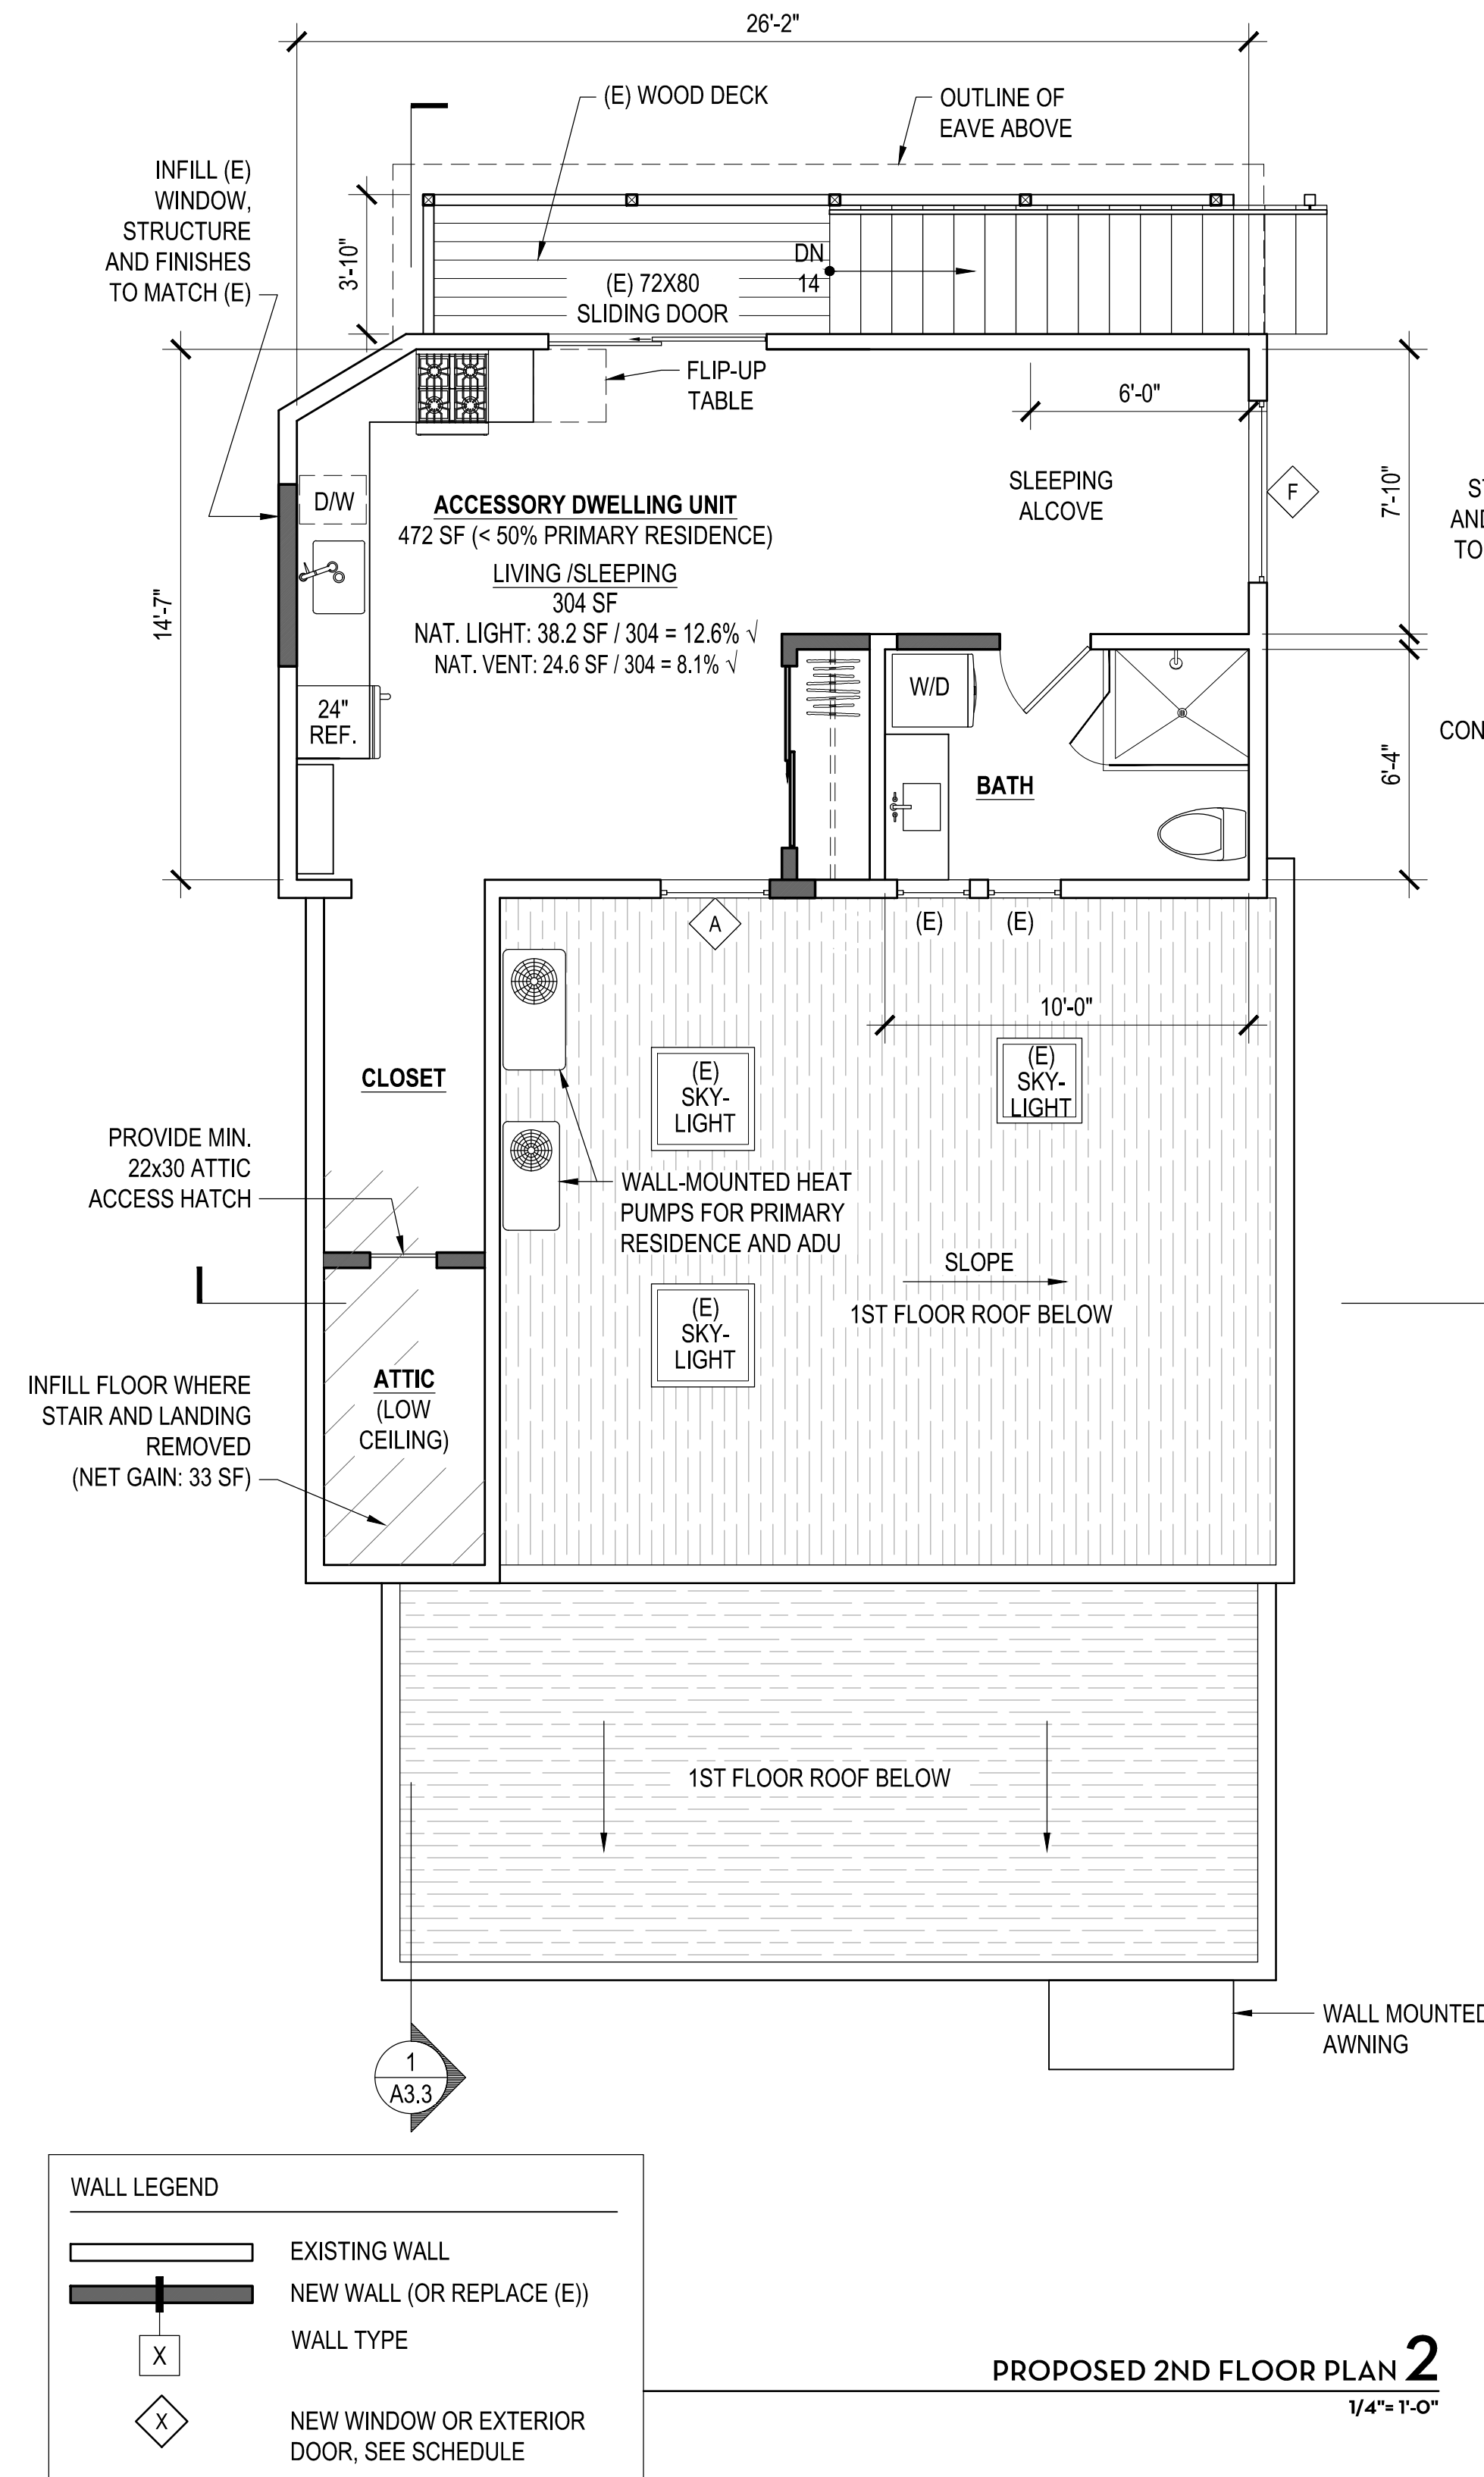 26'-2"
(E) WOOD DECK
OUTLINE OF
EAVE ABOVE
INFILL (E)
WINDOW,
STRUCTURE
AND FINISHES
TO MATCH (E)
3'-10"
DN
14
(E) 72X80
SLIDING DOOR
FLIP-UP
TABLE
6'-0"
SLEEPING
ALCOVE
F
7'-10"
ST
AND
TO
D/W
ACCESSORY DWELLING UNIT
472 SF (< 50% PRIMARY RESIDENCE)
LIVING /SLEEPING
304 SF
NAT. LIGHT: 38.2 SF / 304 = 12.6% √
NAT. VENT: 24.6 SF / 304 = 8.1% √
14'-7"
24"
REF.
W/D
BATH
6'-4"
CON
A
(E)
(E)
10'-0"
CLOSET
(E)
SKY-
LIGHT
(E)
SKY-
LIGHT
PROVIDE MIN.
22x30 ATTIC
ACCESS HATCH
WALL-MOUNTED HEAT
PUMPS FOR PRIMARY
RESIDENCE AND ADU
SLOPE
1ST FLOOR ROOF BELOW
(E)
SKY-
LIGHT
ATTIC
(LOW
CEILING)
INFILL FLOOR WHERE
STAIR AND LANDING
REMOVED
(NET GAIN: 33 SF)
1ST FLOOR ROOF BELOW
WALL MOUNTED
AWNING
1
A3.3
WALL LEGEND
EXISTING WALL
NEW WALL (OR REPLACE (E))
WALL TYPE
X
X
NEW WINDOW OR EXTERIOR
DOOR, SEE SCHEDULE
PROPOSED 2ND FLOOR PLAN 2
1/4"= 1'-0"